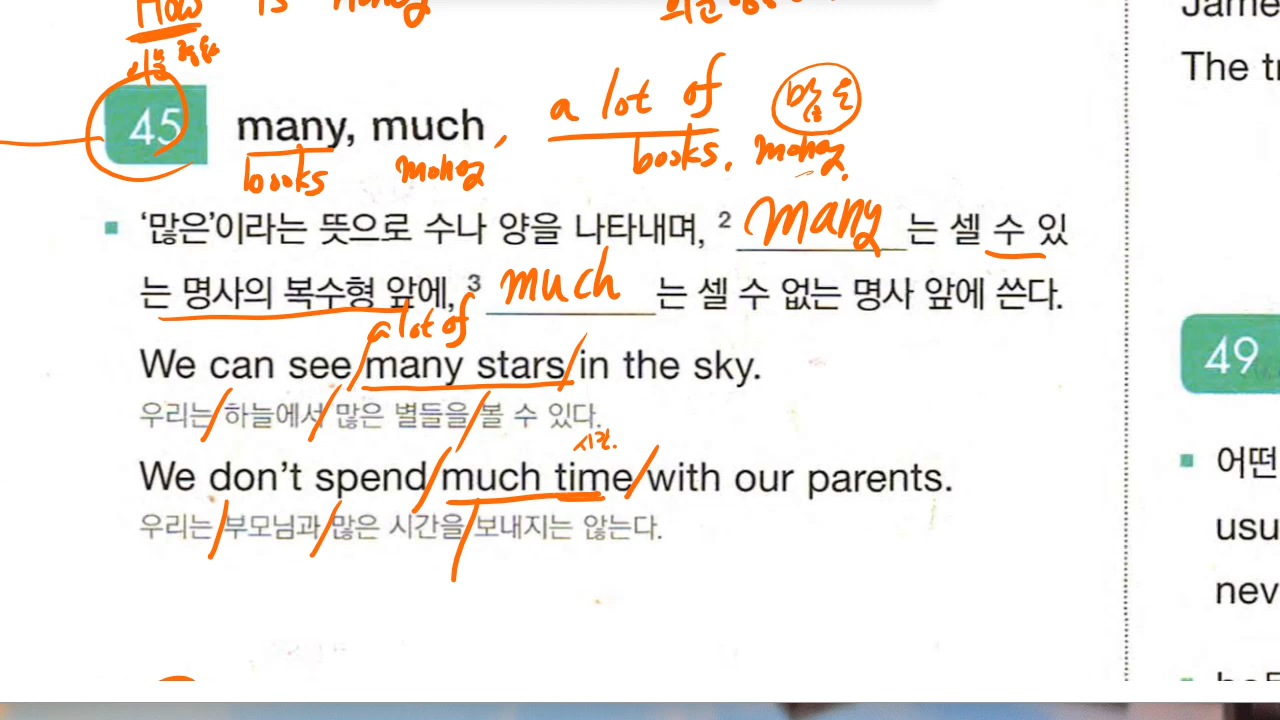 How is money
45 many, much, a lot of 많은
books money books. money.
'많은'이라는 뜻으로 수나 양을 나타내며, 2 many 는 셀 수 있
는 명사의 복수형 앞에, 3 much 는 셀 수 없는 명사 앞에 쓴다.
a lot of
We can see many stars in the sky.
우리는 하늘에서 많은 별들을 볼 수 있다.
시간.
We don't spend much time with our parents.
우리는 부모님과 많은 시간을 보내지는 않는다.
The
49
어떤